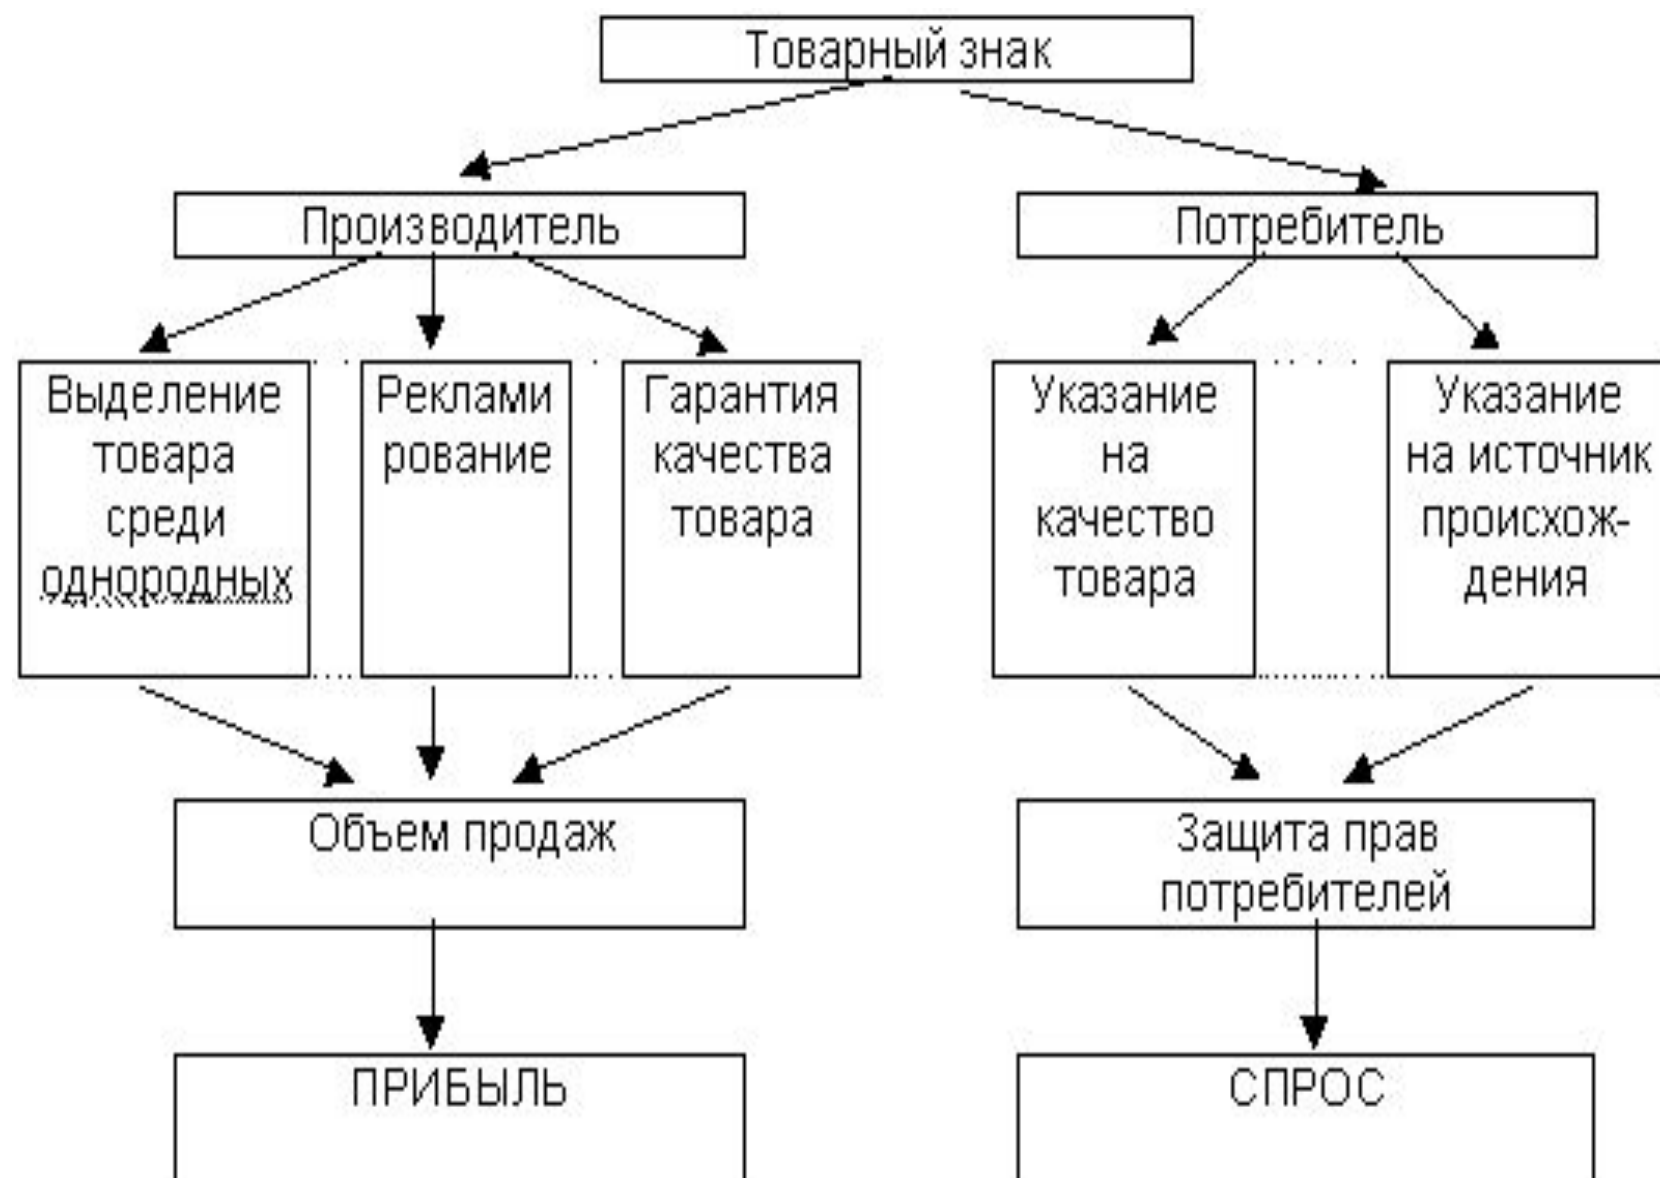 Товарный знак
Производитель
Потребитель
Выделение
товара
среди
однородных
Реклами
рование
Гарантия
качества
товара
Указание
на
качество
товара
Указание
на источник
происхож-
дения
Объем продаж
Защита прав
потребителей
ПРИБЫЛЬ
СПРОС